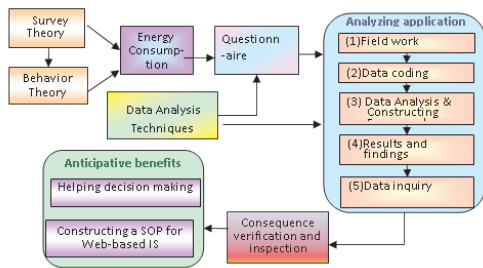 Survey
Theory
Behavior
Theory
Energy
Consump-
tion
Questionn
-aire
Data Analysis
Techniques
Analyzing application
(1)Field work
(2)Data coding
(3) Data Analysis &
Constructing
(4)Results and
findings
(5)Data inquiry
Anticipative benefits
Helping decision making
Constructing a SOP for
Web-based IS
Consequence
verification and
inspection